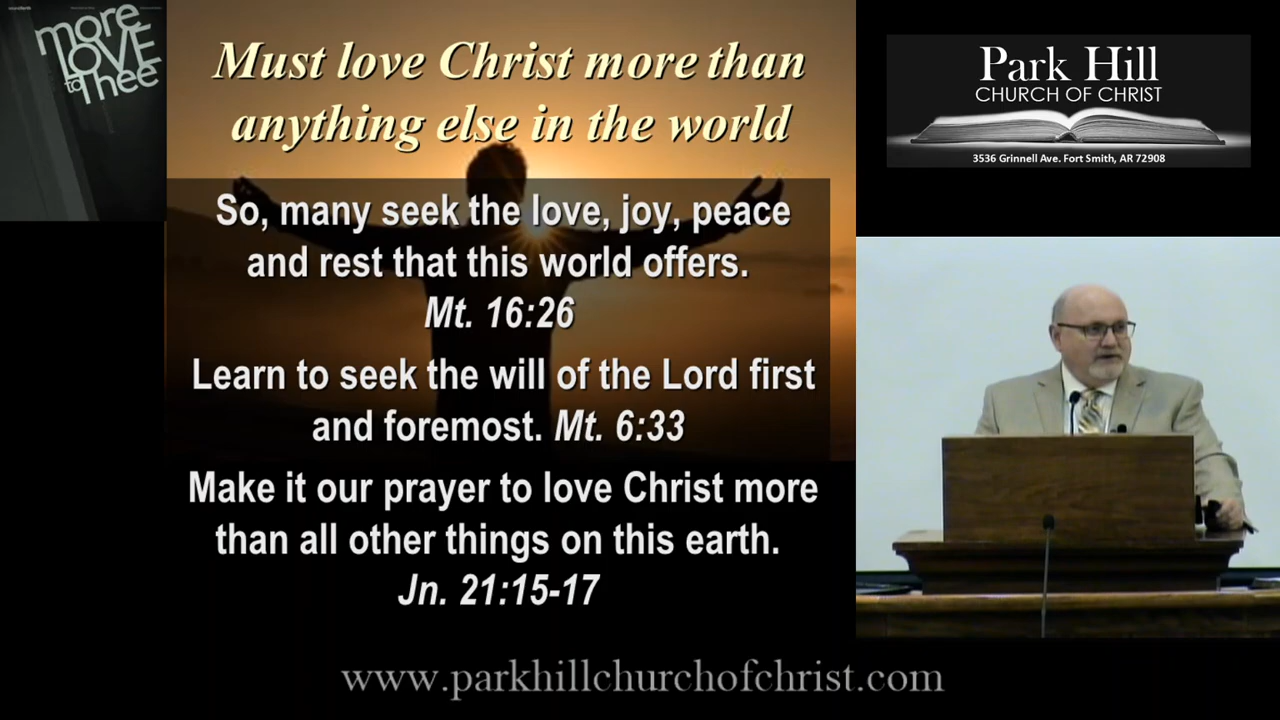 more
LOVE
to Thee
Must love Christ more than
anything else in the world
So, many seek the love, joy, peace
and rest that this world offers.
Mt. 16:26
Learn to seek the will of the Lord first
and foremost. Mt. 6:33
Make it our prayer to love Christ more
than all other things on this earth.
Jn. 21:15-17
Park Hill
CHURCH OF CHRIST
3536 Grinnell Ave. Fort Smith, AR 72908
www.parkhillchurchofchrist.com